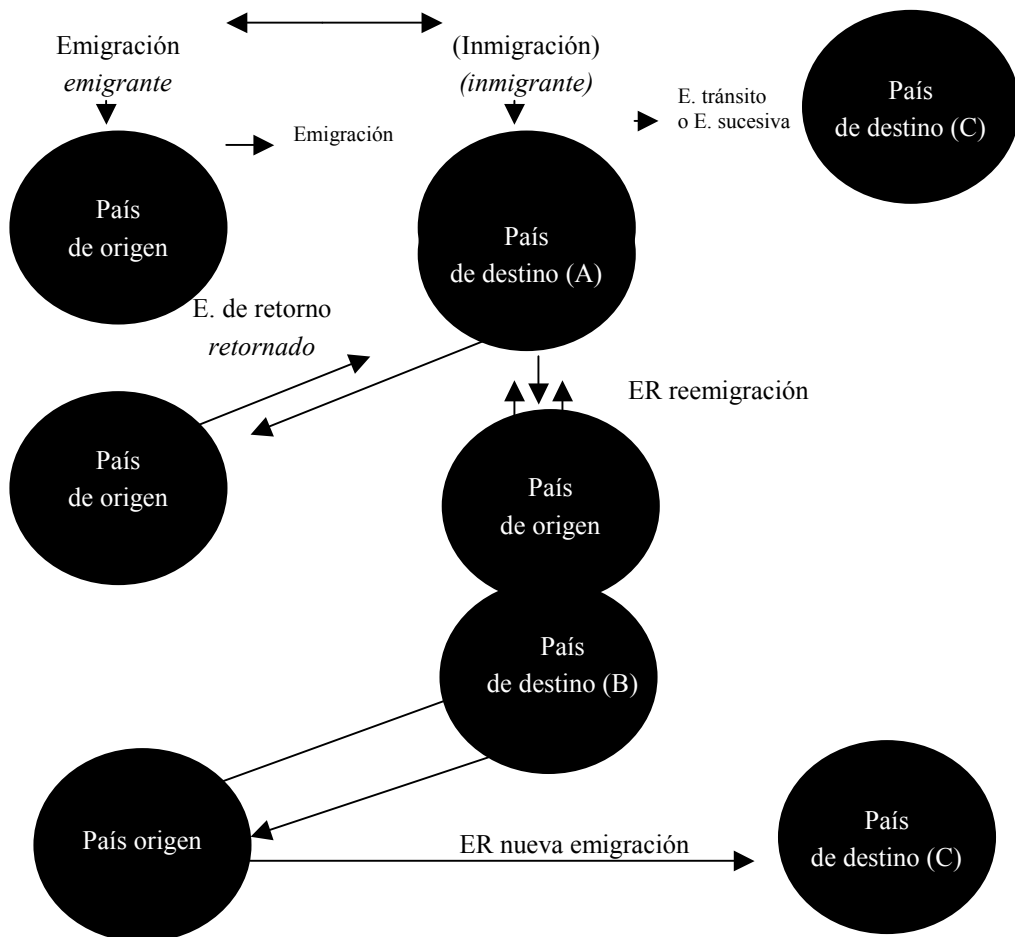 Emigración
emigrante
(Inmigración)
(inmigrante)
E. tránsito
o E. sucesiva
País
de destino (C)
Emigración
País
de origen
País
de destino (A)
E. de retorno
retornado
ER reemigración
País
de origen
País
de origen
País
de destino (B)
País origen
ER nueva emigración
País
de destino (C)